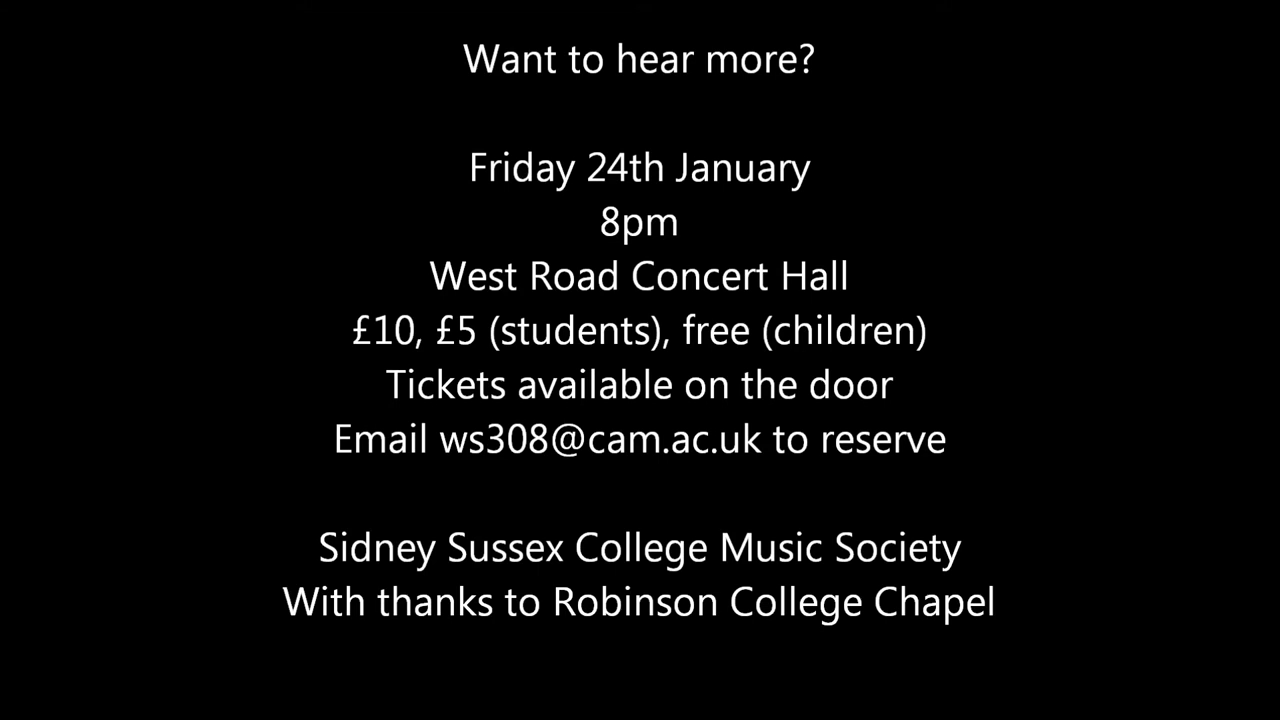 Want to hear more?
Friday 24th January
8pm
West Road Concert Hall
£10, £5 (students), free (children)
Tickets available on the door
Email ws308@cam.ac.uk to reserve
Sidney Sussex College Music Society
With thanks to Robinson College Chapel